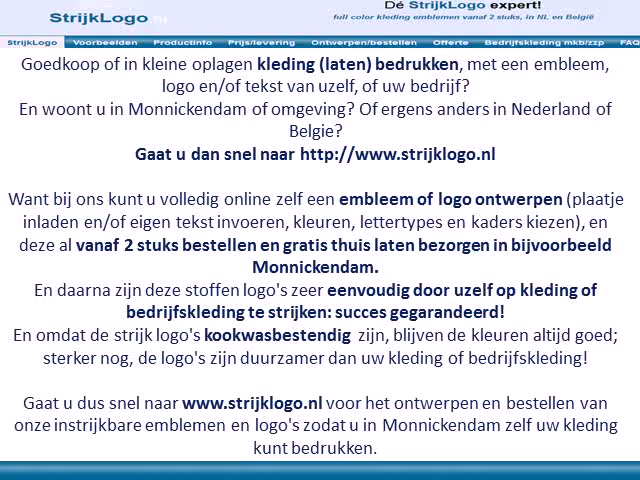 StrijkLogo
Dé StrijkLogo expert!
full color kleding emblemen vanaf 2 stuks, in NL en België
StrijkLogo Voorbeelden Productinfo Prijs/levering Ontwerpen/bestellen Offerte Bedrijfskleding mkb/zzp FAQ
Goedkoop of in kleine oplagen kleding (laten) bedrukken, met een embleem,
logo en/of tekst van uzelf, of uw bedrijf?
En woont u in Monnickendam of omgeving? Of ergens anders in Nederland of
Belgie?
Gaat u dan snel naar http://www.strijklogo.nl
Want bij ons kunt u volledig online zelf een embleem of logo ontwerpen (plaatje
inladen en/of eigen tekst invoeren, kleuren, lettertypes en kaders kiezen), en
deze al vanaf 2 stuks bestellen en gratis thuis laten bezorgen in bijvoorbeeld
Monnickendam.
En daarna zijn deze stoffen logo's zeer eenvoudig door uzelf op kleding of
bedrijfskleding te strijken: succes gegarandeerd!
En omdat de strijk logo's kookwasbestendig zijn, blijven de kleuren altijd goed;
sterker nog, de logo's zijn duurzamer dan uw kleding of bedrijfskleding!
Gaat u dus snel naar www.strijklogo.nl voor het ontwerpen en bestellen van
onze instrijkbare emblemen en logo's zodat u in Monnickendam zelf uw kleding
kunt bedrukken.